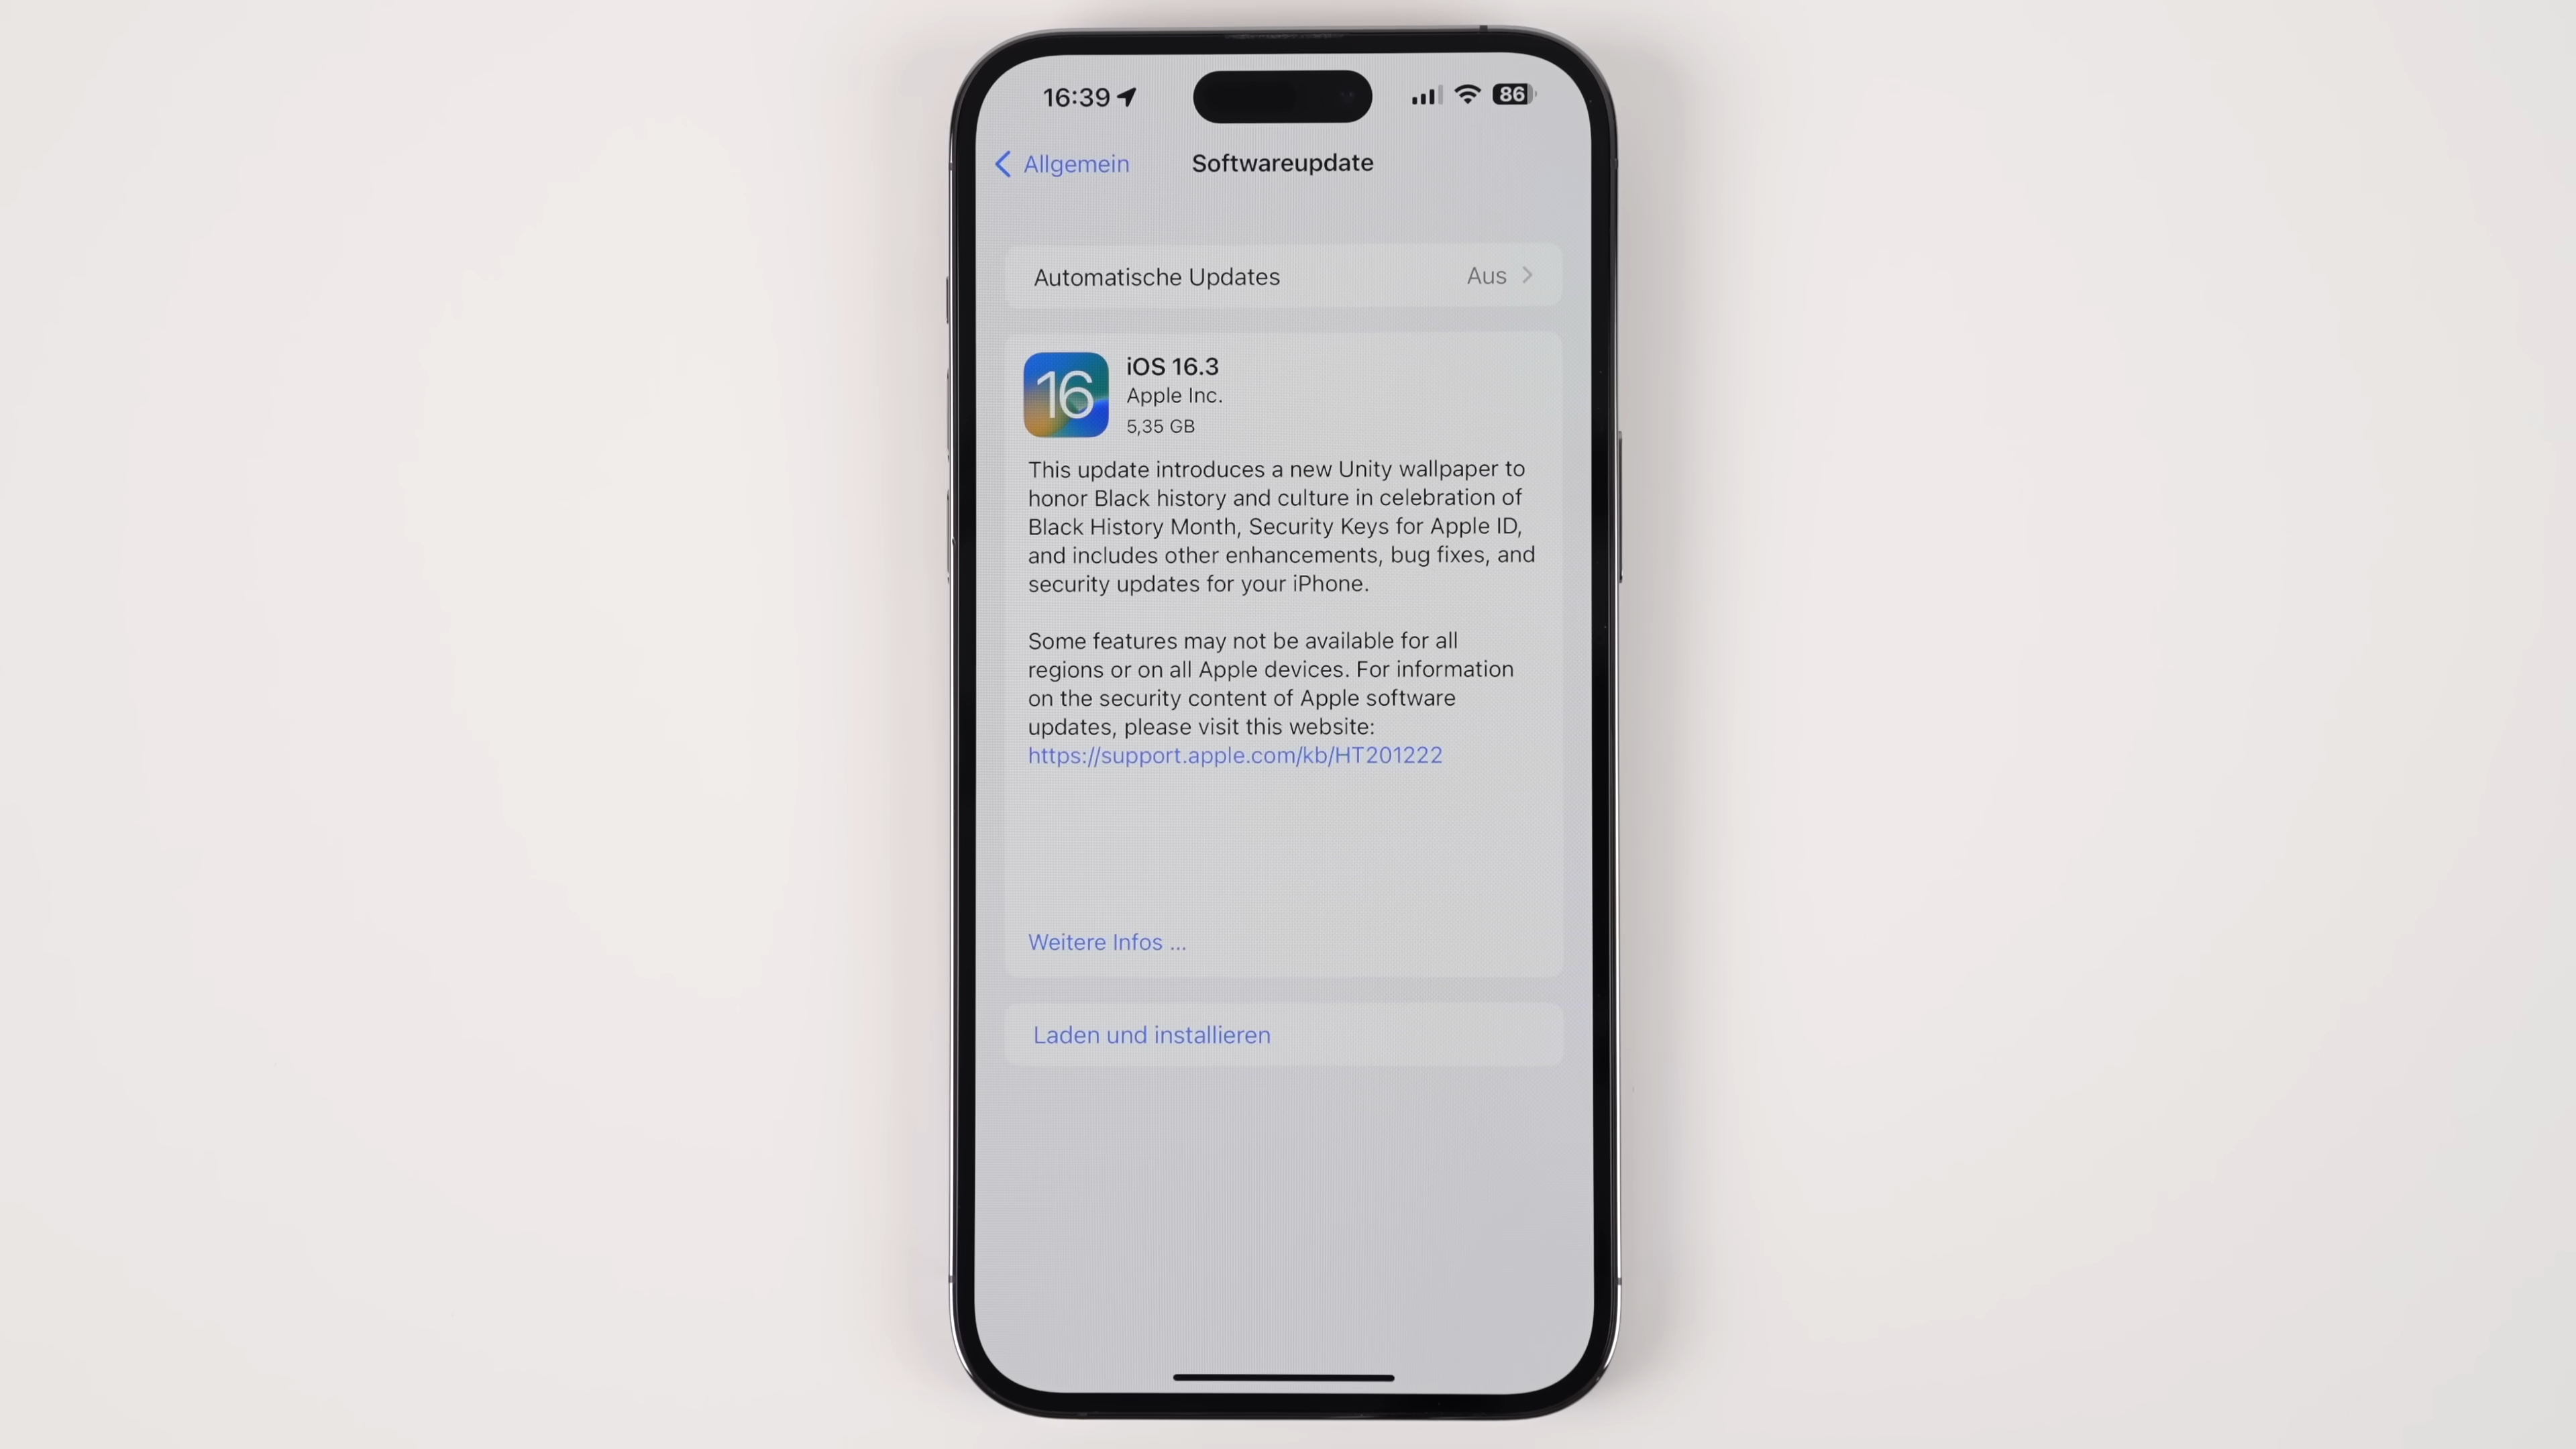 16:39
86
Allgemein
Softwareupdate
Automatische Updates
Aus
16
iOS 16.3
Apple Inc.
5,35 GB
This update introduces a new Unity wallpaper to
honor Black history and culture in celebration of
Black History Month, Security Keys for Apple ID,
and includes other enhancements, bug fixes, and
security updates for your iPhone.
Some features may not be available for all
regions or on all Apple devices. For information
on the security content of Apple software
updates, please visit this website:
https://support.apple.com/kb/HT201222
Weitere Infos ...
Laden und installieren